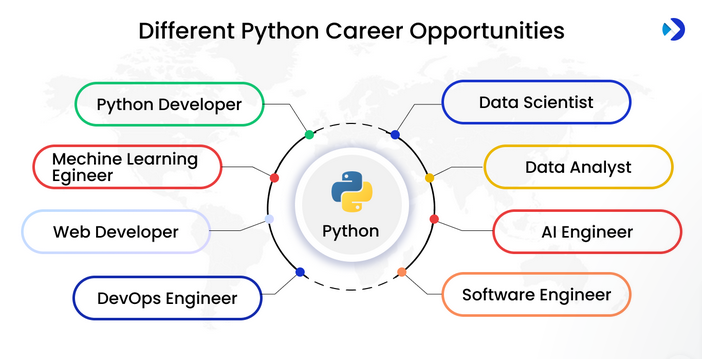 Different Python Career Opportunities
Python Developer
Mechine Learning
Egineer
Web Developer
DevOps Engineer
Python
Data Scientist
Data Analyst
AI Engineer
Software Engineer